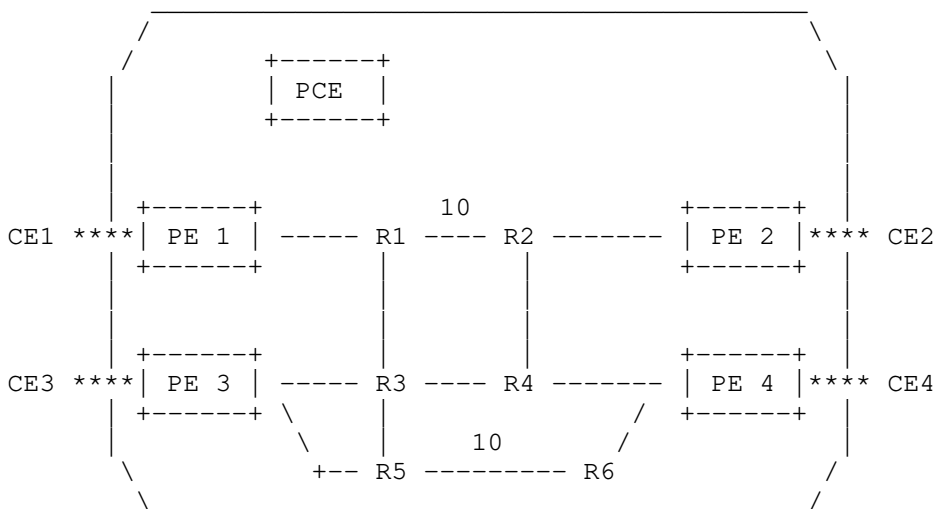 PCE
10
CE1 **** PE 1 ----- R1 ---- R2 ------- PE 2 **** CE2
CE3 **** PE 3 ----- R3 ---- R4 ------- PE 4 **** CE4
10
+-- R5 --------- R6